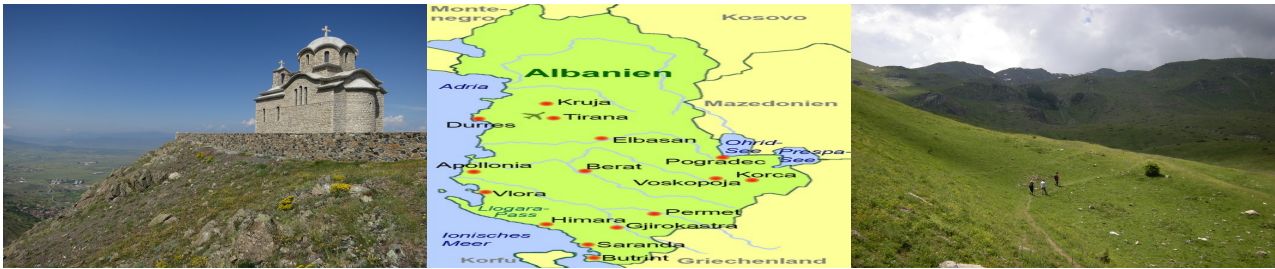 Monte-
negro
Kosovo
Albanien
Adria
Kruja
Mazedonien
Tirana
Durres
Elbasan
Ohrid-
See
Prespa-
See
Pogradec
Apollonia
Berat
Korca
Voskopoja
Vlora
Llogara-
Pass
Permet
Himara
Gjirokastra
Ionisches
Meer
Saranda
Butrint
Korfu
Griechenland